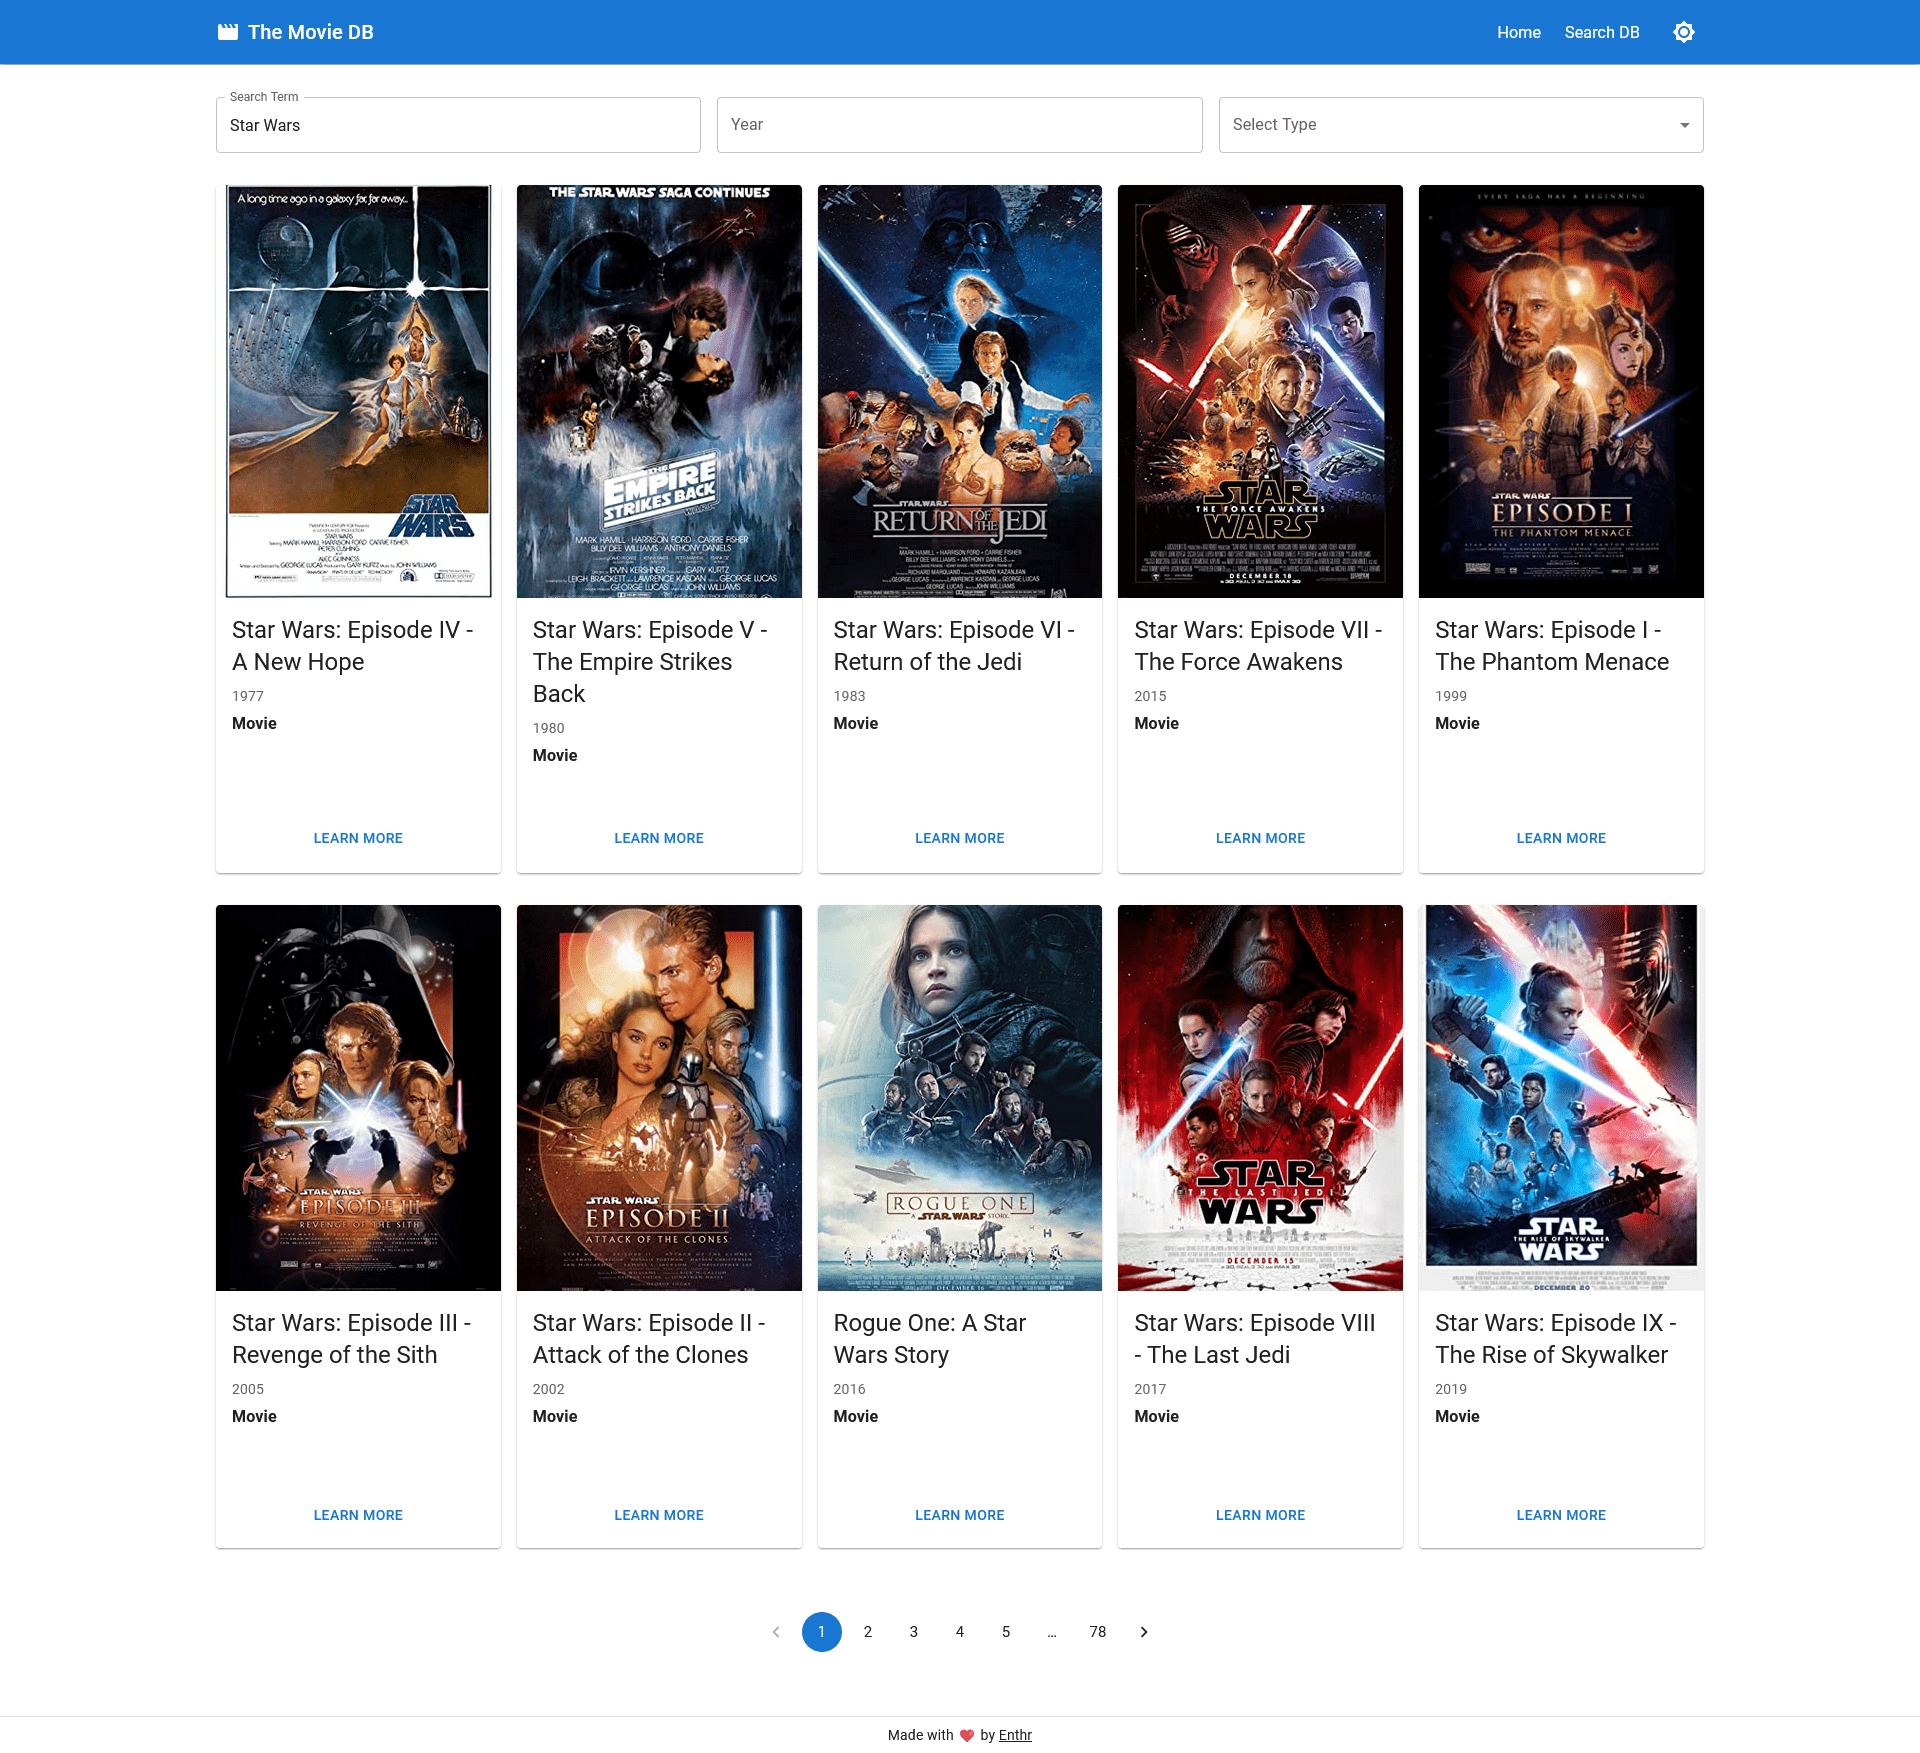 The Movie DB
Home
Search DB
Search Term
Star Wars
Year
Select Type
A long time ago in a galaxy far, far away...
STAR
WARS
THE STAR WARS SAGA CONTINUES
THE
EMPIRE
STRIKES BACK
MARK HAMILL · HARRISON FORD · CARRIE FISHER
BILLY DEE WILLIAMS · ANTHONY DANIELS
STAR WARS
RETURN OF THE JEDI
STAR
THE FORCE AWAKENS
WARS
DECEMBER 18
EVERY SAGA HAS A BEGINNING
STAR WARS
EPISODE I
THE PHANTOM MENACE
Star Wars: Episode IV -
A New Hope
1977
Movie
LEARN MORE
Star Wars: Episode V -
The Empire Strikes
Back
1980
Movie
LEARN MORE
Star Wars: Episode VI -
Return of the Jedi
1983
Movie
LEARN MORE
Star Wars: Episode VII -
The Force Awakens
2015
Movie
LEARN MORE
Star Wars: Episode I -
The Phantom Menace
1999
Movie
LEARN MORE
STAR WARS
EPISODE III
REVENGE OF THE SITH
STAR WARS
EPISODE II
ATTACK OF THE CLONES
ROGUE ONE
A STAR WARS STORY
DECEMBER 16
STAR
THE LAST JEDI
WARS
DECEMBER 15
STAR
THE RISE OF SKYWALKER
WARS
DECEMBER 20
Star Wars: Episode III -
Revenge of the Sith
2005
Movie
LEARN MORE
Star Wars: Episode II -
Attack of the Clones
2002
Movie
LEARN MORE
Rogue One: A Star
Wars Story
2016
Movie
LEARN MORE
Star Wars: Episode VIII
- The Last Jedi
2017
Movie
LEARN MORE
Star Wars: Episode IX -
The Rise of Skywalker
2019
Movie
LEARN MORE
1 2 3 4 5 ... 78
Made with ❤️ by Enthr